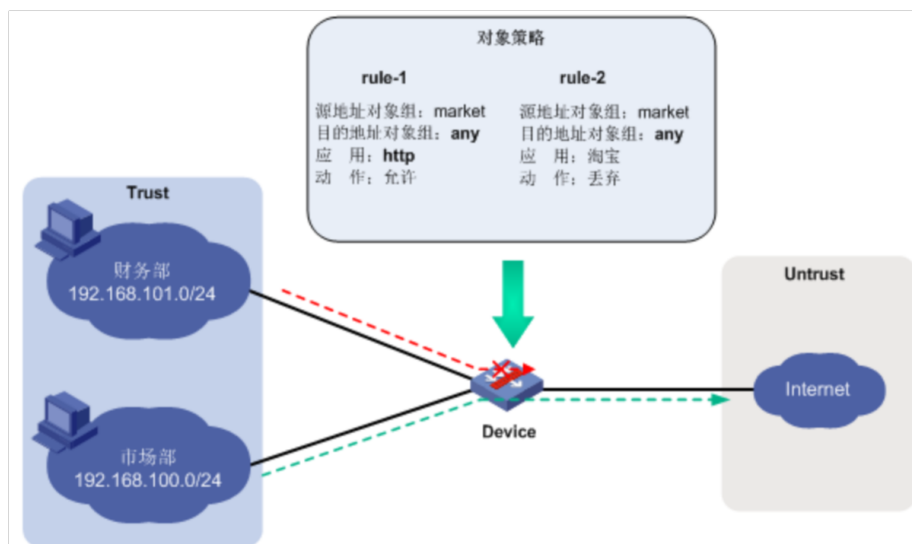 对象策略
rule-1
源地址对象组：market
目的地址对象组：any
应 用：http
动 作：允许
rule-2
源地址对象组：market
目的地址对象组：any
应 用：淘宝
动 作：丢弃
Trust
财务部
192.168.101.0/24
市场部
192.168.100.0/24
Device
Untrust
Internet